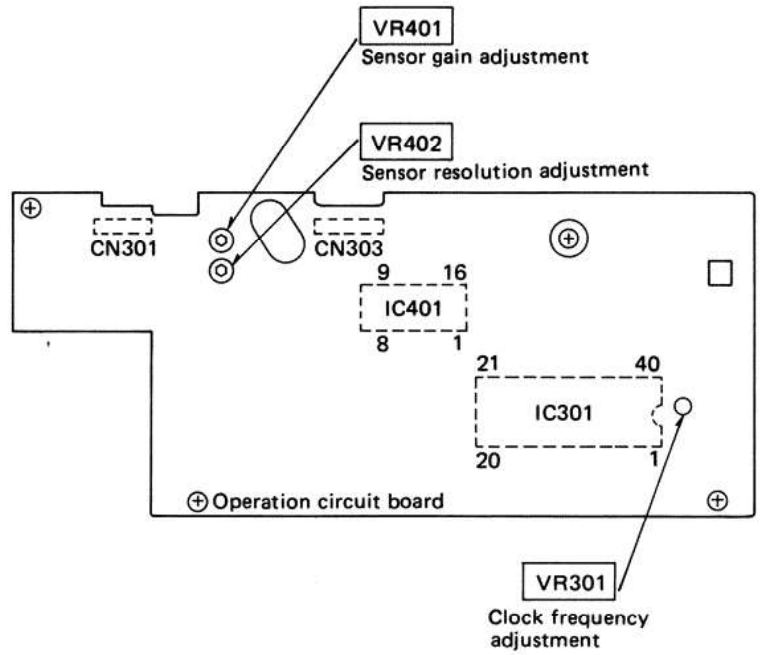 VR401
Sensor gain adjustment
VR402
Sensor resolution adjustment
CN301
CN303
9 16
IC401
8 1
21 40
IC301
20 1
Operation circuit board
VR301
Clock frequency
adjustment